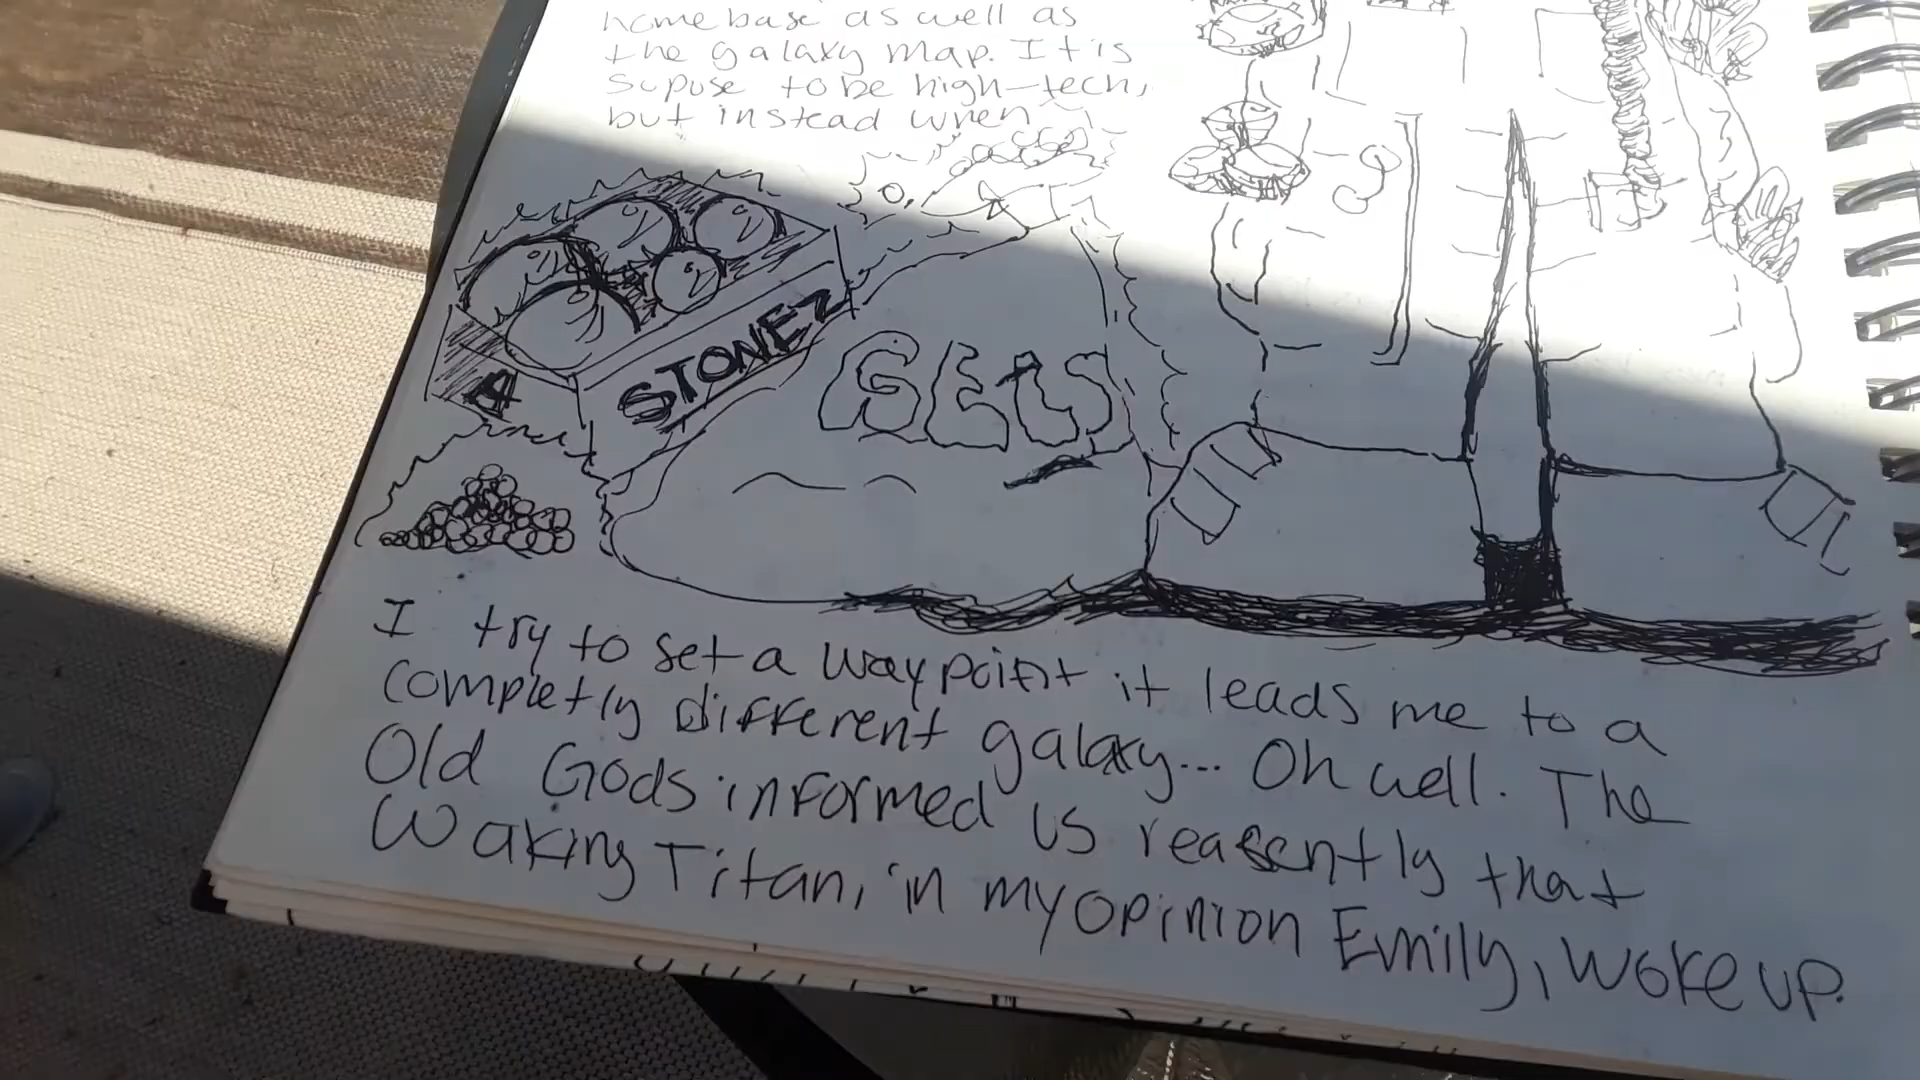 home base as well as
the galaxy map. It is
supuse to be high-tech,
but instead when
STONEZ
GEtS
I try to set a waypoint it leads me to a
completly different galaxy... Oh well. The
Old Gods informed us reasently that
Waking Titan, in my opinion Emily, woke up.